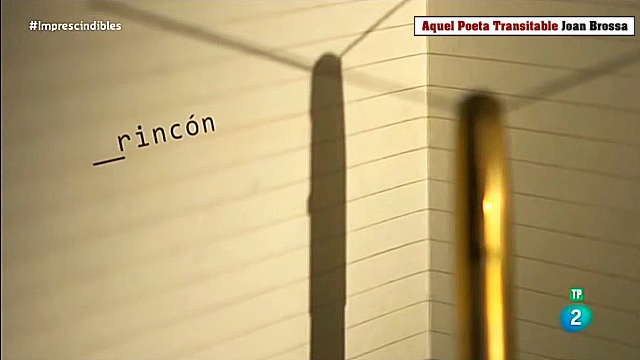 #Imprescindibles
Aquel Poeta Transitable Joan Brossa
__rincón
TP
2